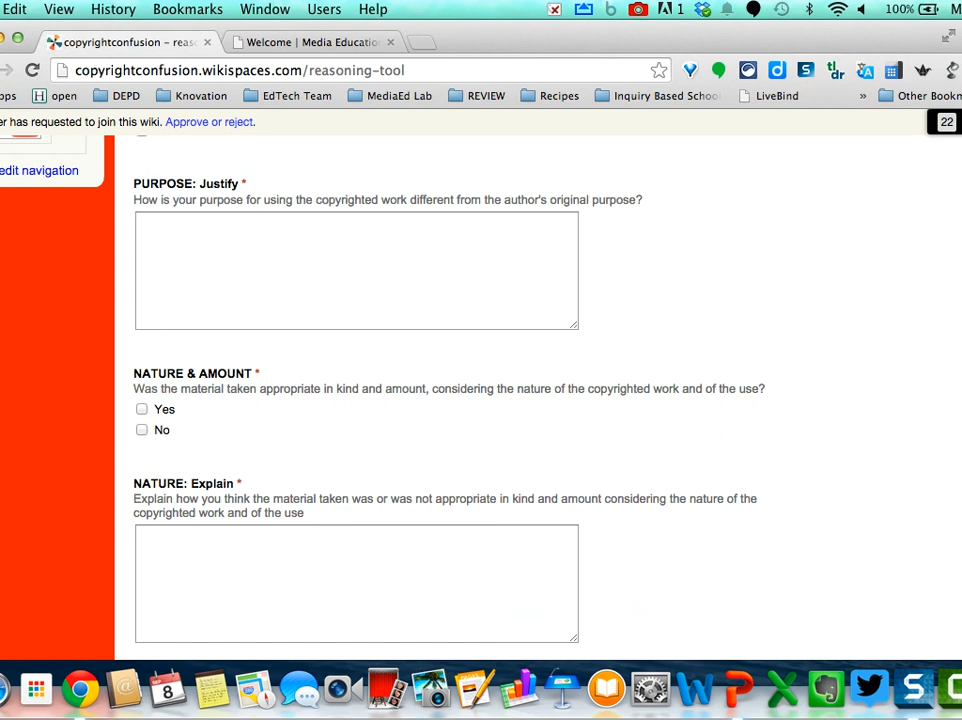 Edit View History Bookmarks Window Users Help 1 100%
copyrightconfusion – reas × Welcome | Media Educatio ×
copyrightconfusion.wikispaces.com/reasoning-tool tl;dr
pps H open DEPD Knovation EdTech Team MediaEd Lab REVIEW Recipes Inquiry Based School LiveBind » Other Bookm
er has requested to join this wiki. Approve or reject. 22
edit navigation
PURPOSE: Justify *
How is your purpose for using the copyrighted work different from the author's original purpose?
NATURE & AMOUNT *
Was the material taken appropriate in kind and amount, considering the nature of the copyrighted work and of the use?
Yes
No
NATURE: Explain *
Explain how you think the material taken was or was not appropriate in kind and amount considering the nature of the
copyrighted work and of the use
8